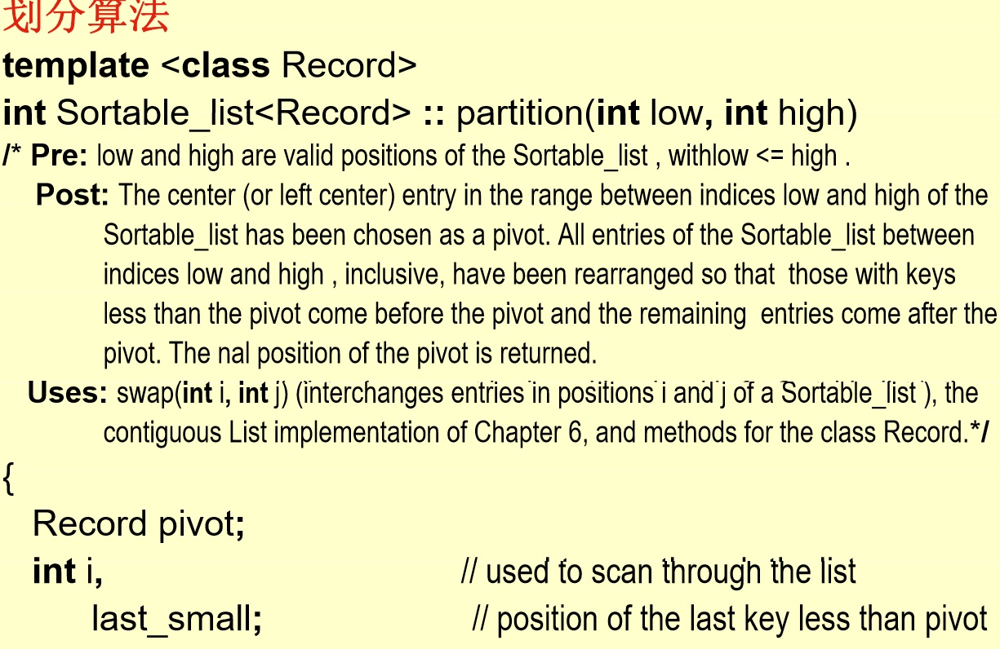 划分算法
template <class Record>
int Sortable_list<Record> :: partition(int low, int high)
/* Pre: low and high are valid positions of the Sortable_list , withlow <= high .
Post: The center (or left center) entry in the range between indices low and high of the
Sortable_list has been chosen as a pivot. All entries of the Sortable_list between
indices low and high , inclusive, have been rearranged so that those with keys
less than the pivot come before the pivot and the remaining entries come after the
pivot. The nal position of the pivot is returned.
Uses: swap(int i, int j) (interchanges entries in positions i and j of a Sortable_list ), the
contiguous List implementation of Chapter 6, and methods for the class Record.*/
{
Record pivot;
int i, // used to scan through the list
last_small; // position of the last key less than pivot